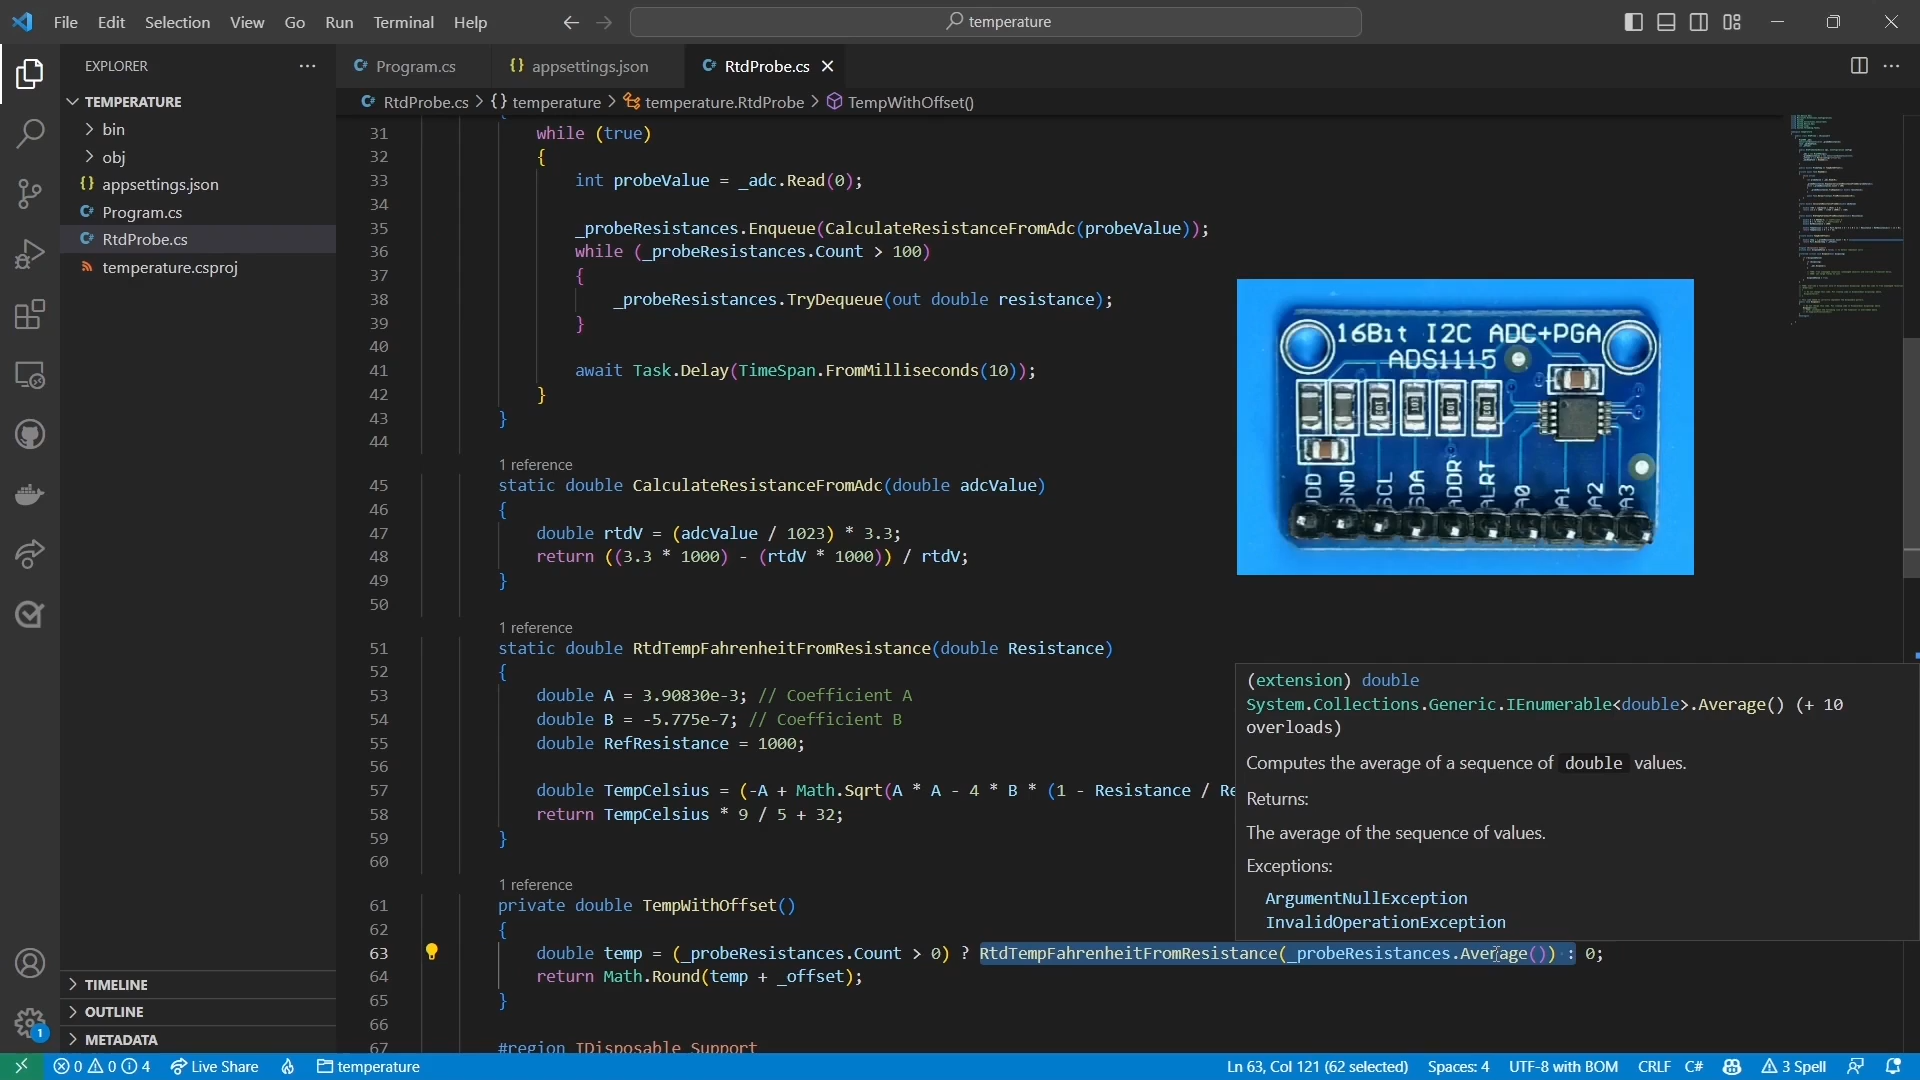 File Edit Selection View Go Run Terminal Help
temperature
EXPLORER
TEMPERATURE
bin
obj
{} appsettings.json
C# Program.cs
C# RtdProbe.cs
temperature.csproj
TIMELINE
OUTLINE
METADATA
C# Program.cs
{} appsettings.json
C# RtdProbe.cs
C# RtdProbe.cs > {} temperature > temperature.RtdProbe > TempWithOffset()
31 while (true)
32 {
33 int probeValue = _adc.Read(0);
34
35 _probeResistances.Enqueue(CalculateResistanceFromAdc(probeValue));
36 while (_probeResistances.Count > 100)
37 {
38 _probeResistances.TryDequeue(out double resistance);
39 }
40
41 await Task.Delay(TimeSpan.FromMilliseconds(10));
42 }
43 }
44
1 reference
45 static double CalculateResistanceFromAdc(double adcValue)
46 {
47 double rtdV = (adcValue / 1023) * 3.3;
48 return ((3.3 * 1000) - (rtdV * 1000)) / rtdV;
49 }
50
1 reference
51 static double RtdTempFahrenheitFromResistance(double Resistance)
52 {
53 double A = 3.90830e-3; // Coefficient A
54 double B = -5.775e-7; // Coefficient B
55 double RefResistance = 1000;
56
57 double TempCelsius = (-A + Math.Sqrt(A * A - 4 * B * (1 - Resistance / Re
58 return TempCelsius * 9 / 5 + 32;
59 }
60
1 reference
61 private double TempWithOffset()
62 {
63 double temp = (_probeResistances.Count > 0) ? RtdTempFahrenheitFromResistance(_probeResistances.Average()) : 0;
64 return Math.Round(temp + _offset);
65 }
66
67 #region IDisposable Support
16Bit I2C ADC+PGA
ADS1115
103 103 103 103
VDD GND SCL SDA ADDR ALRT A0 A1 A2 A3
(extension) double
System.Collections.Generic.IEnumerable<double>.Average() (+ 10
overloads)
Computes the average of a sequence of double values.
Returns:
The average of the sequence of values.
Exceptions:
ArgumentNullException
InvalidOperationException
1
0 0 4 Live Share temperature
Ln 63, Col 121 (62 selected) Spaces: 4 UTF-8 with BOM CRLF C# 3 Spell